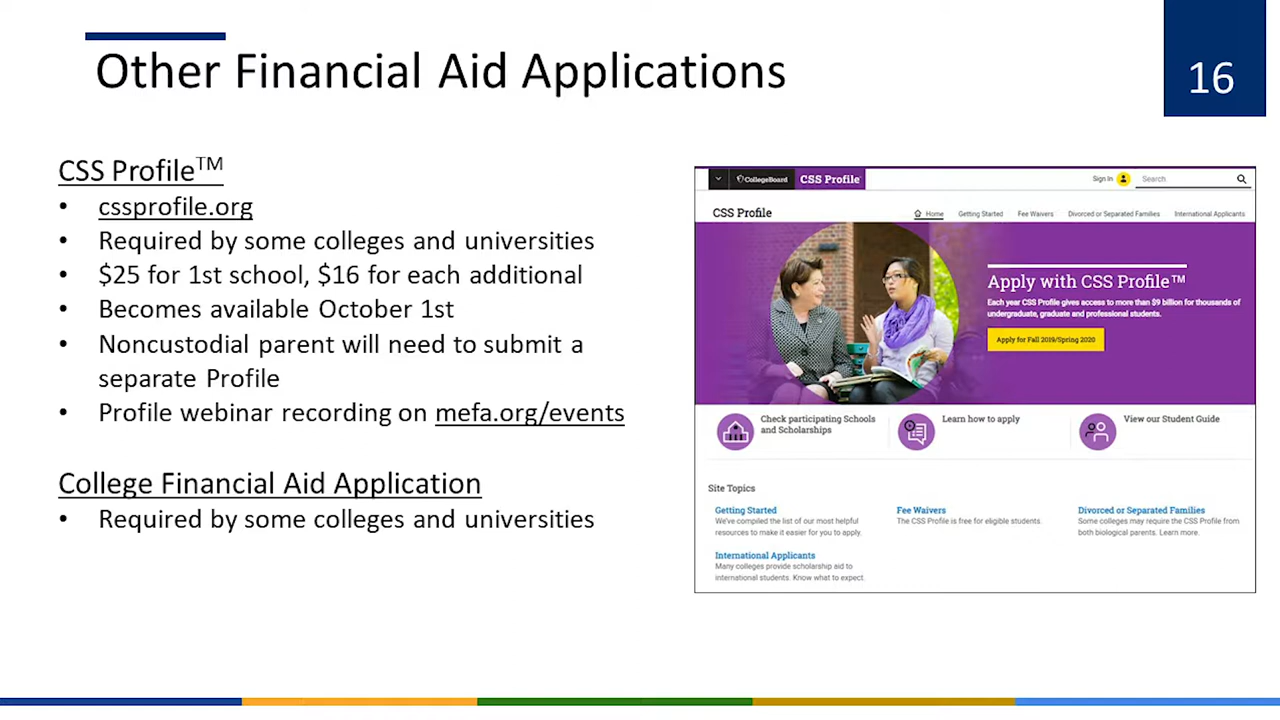 Other Financial Aid Applications
16
CSS Profile™
• cssprofile.org
• Required by some colleges and universities
• $25 for 1st school, $16 for each additional
• Becomes available October 1st
• Noncustodial parent will need to submit a
separate Profile
• Profile webinar recording on mefa.org/events
College Financial Aid Application
• Required by some colleges and universities
CollegeBoard CSS Profile
Sign In Search
CSS Profile
Home Getting Started Fee Waivers Divorced or Separated Families International Applicants
Apply with CSS Profile™
Each year CSS Profile gives access to more than $9 billion for thousands of
undergraduate, graduate and professional students.
Apply for Fall 2019/Spring 2020
Check participating Schools
and Scholarships
Learn how to apply
View our Student Guide
Site Topics
Getting Started
We've compiled the list of our most helpful
resources to make it easier for you to apply.
Fee Waivers
The CSS Profile is free for eligible students.
Divorced or Separated Families
Some colleges may require the CSS Profile from
both biological parents. Learn more.
International Applicants
Many colleges provide scholarship aid to
international students. Know what to expect.